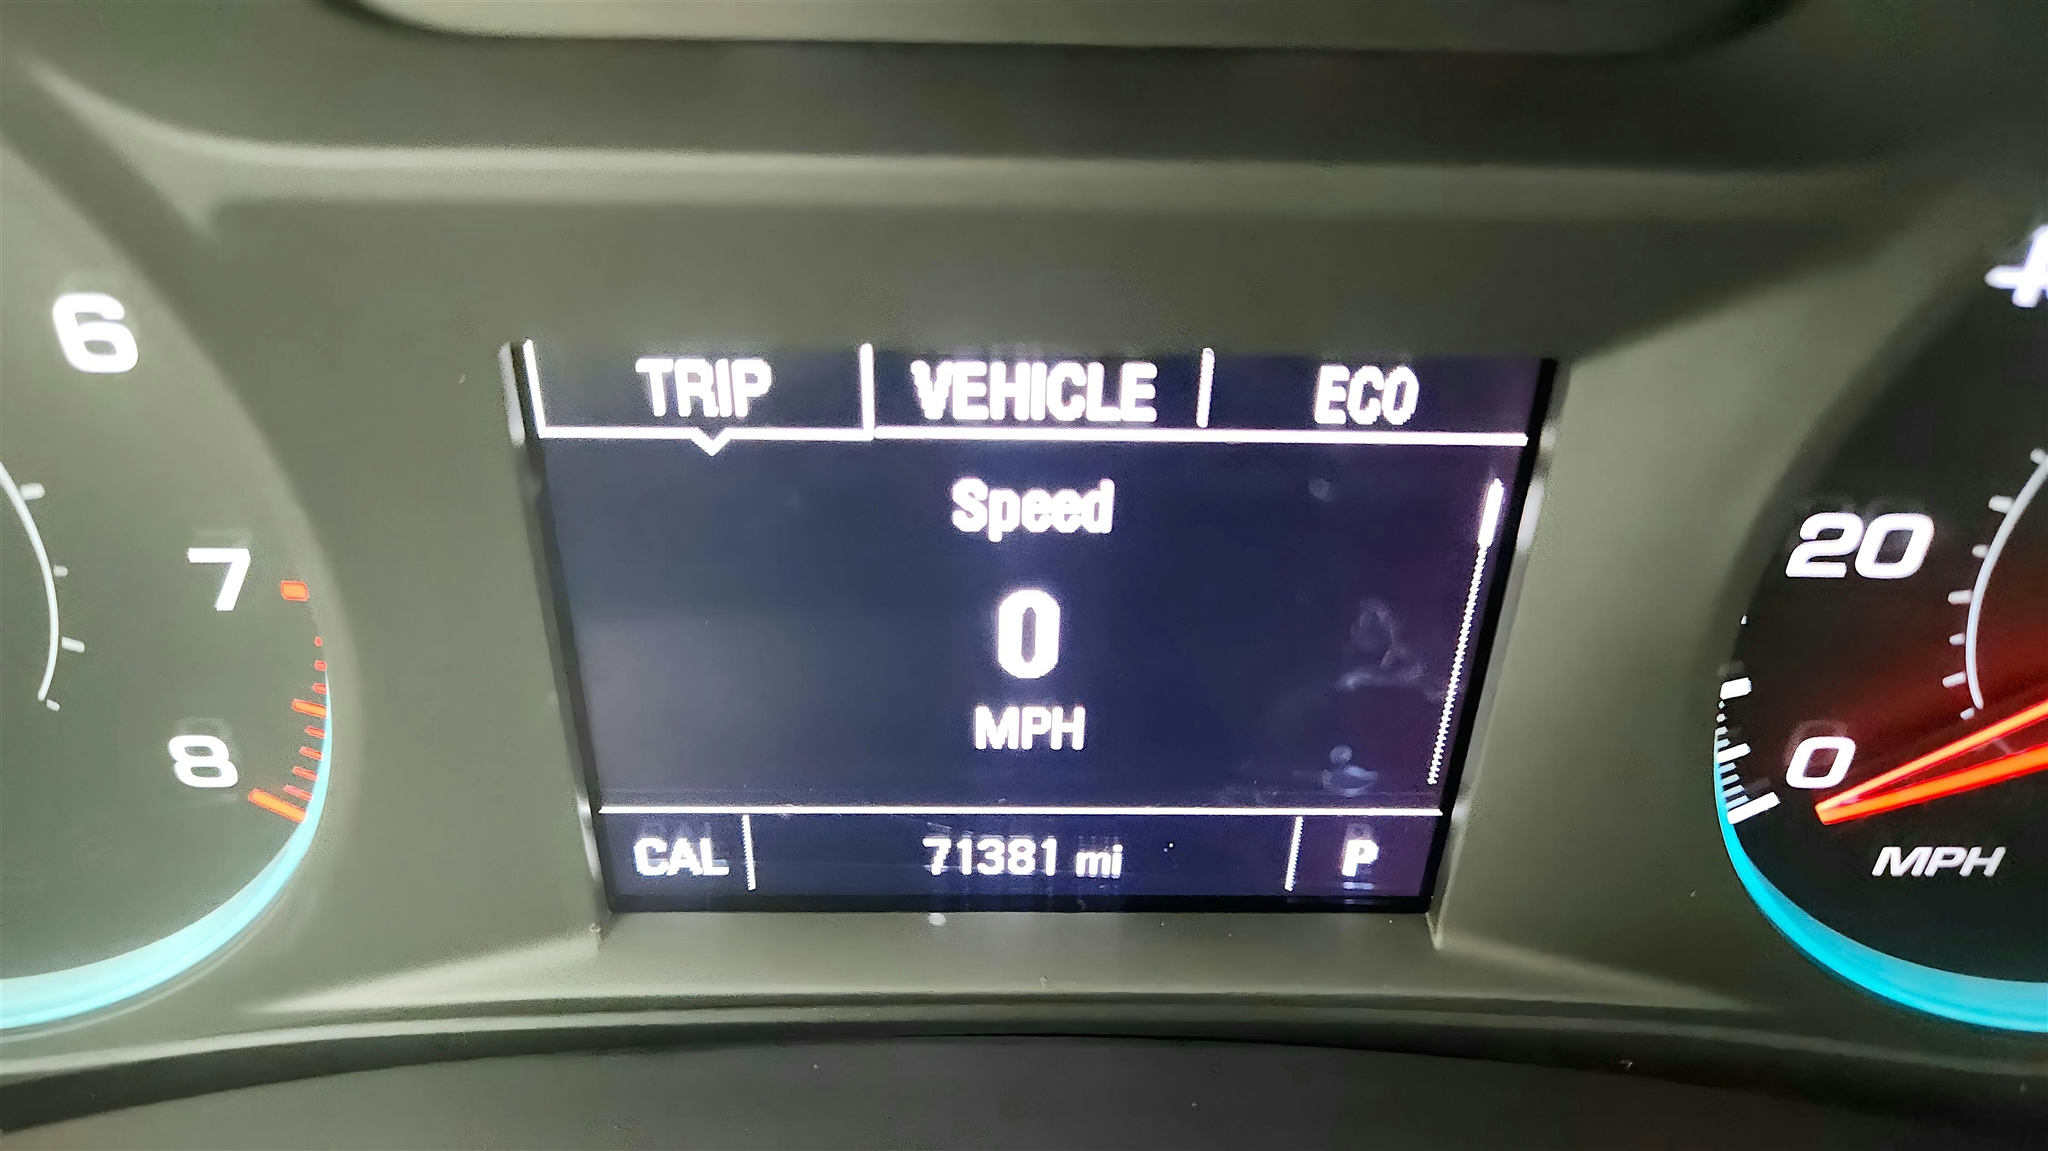 TRIP VEHICLE ECO
Speed
0
MPH
CAL 71381 mi P
6
7
8
20
0
MPH